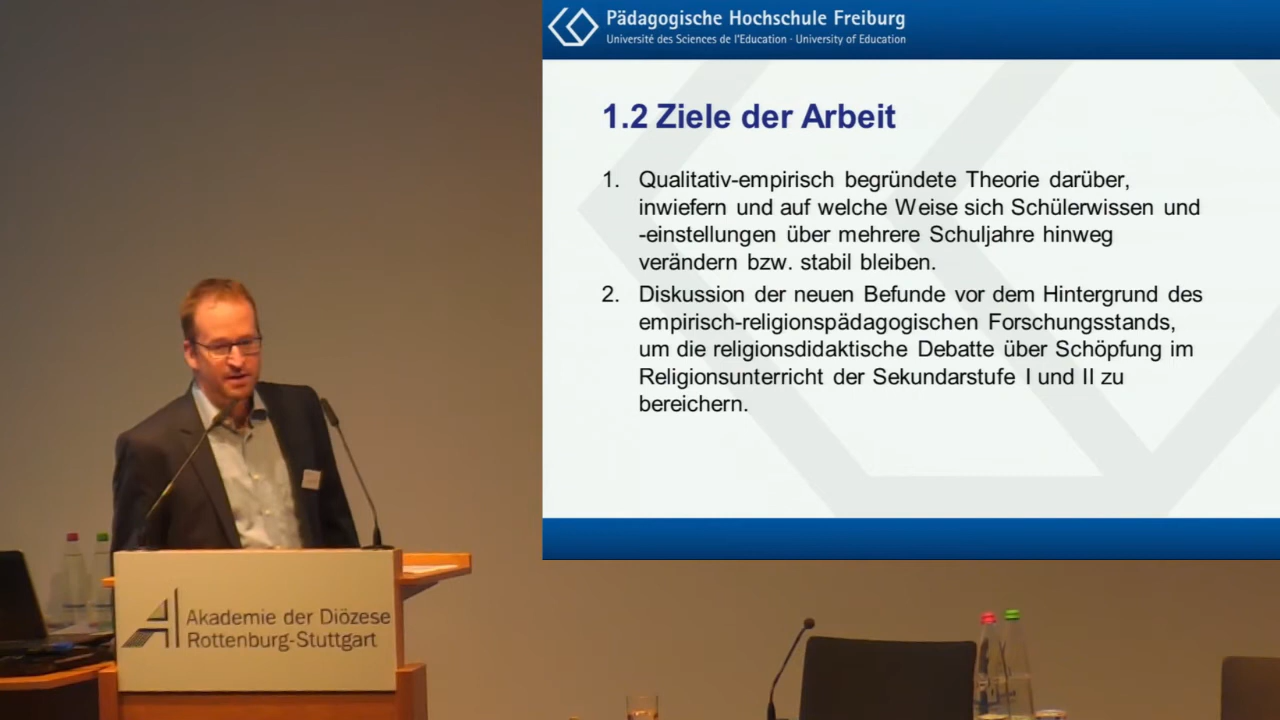 Pädagogische Hochschule Freiburg
Université des Sciences de l'Education · University of Education
1.2 Ziele der Arbeit
1. Qualitativ-empirisch begründete Theorie darüber,
inwiefern und auf welche Weise sich Schülerwissen und
-einstellungen über mehrere Schuljahre hinweg
verändern bzw. stabil bleiben.
2. Diskussion der neuen Befunde vor dem Hintergrund des
empirisch-religionspädagogischen Forschungsstands,
um die religionsdidaktische Debatte über Schöpfung im
Religionsunterricht der Sekundarstufe I und II zu
bereichern.
Akademie der Diözese
Rottenburg-Stuttgart